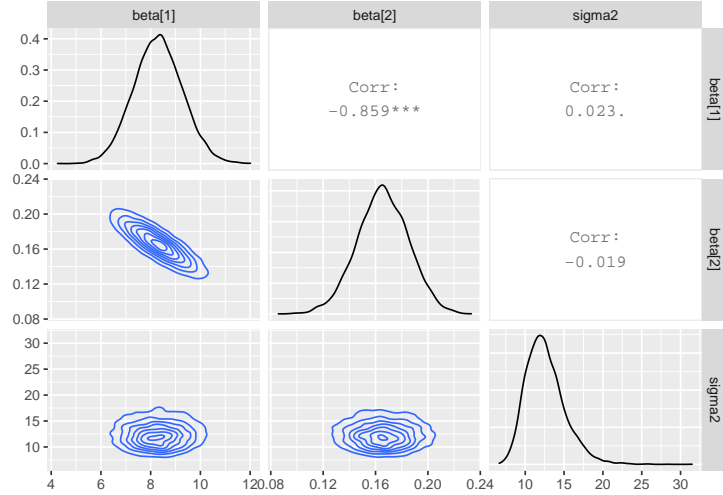 beta[1] beta[2] sigma2
0.4
0.3
0.2
0.1
0.0
Corr:
-0.859***
Corr:
0.023.
beta[1]
0.24
0.20
0.16
0.12
0.08
Corr:
-0.019
beta[2]
30
25
20
15
10
sigma2
4 6 8 10 12 0.08 0.12 0.16 0.20 0.24 10 15 20 25 30